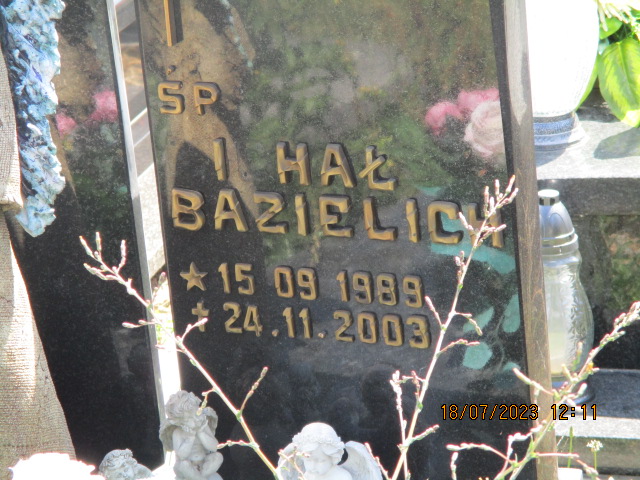 ŚP
I HAŁ
BAZIELICH
15 09 1989
24.11.2003
18/07/2023 12:11